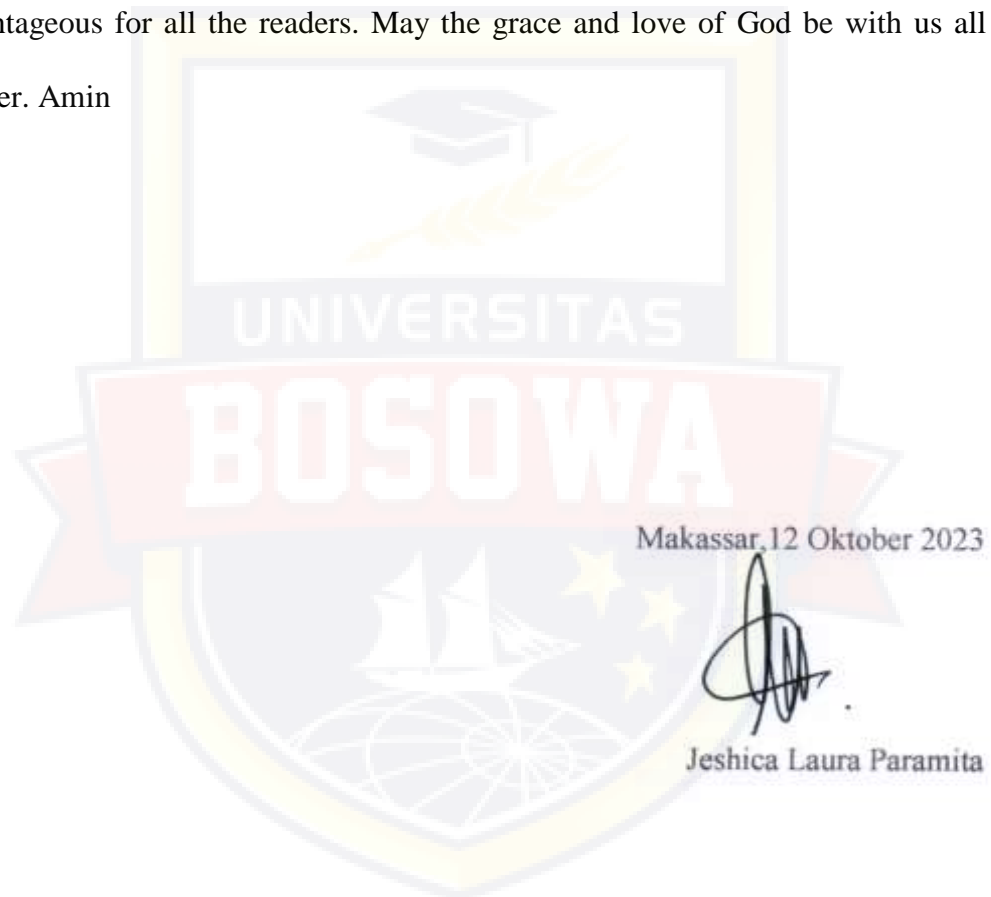 ntageous for all the readers. May the grace and love of God be with us all
er. Amin
UNIVERSITAS
BOSOWA
Makassar,12 Oktober 2023
Jeshica Laura Paramita